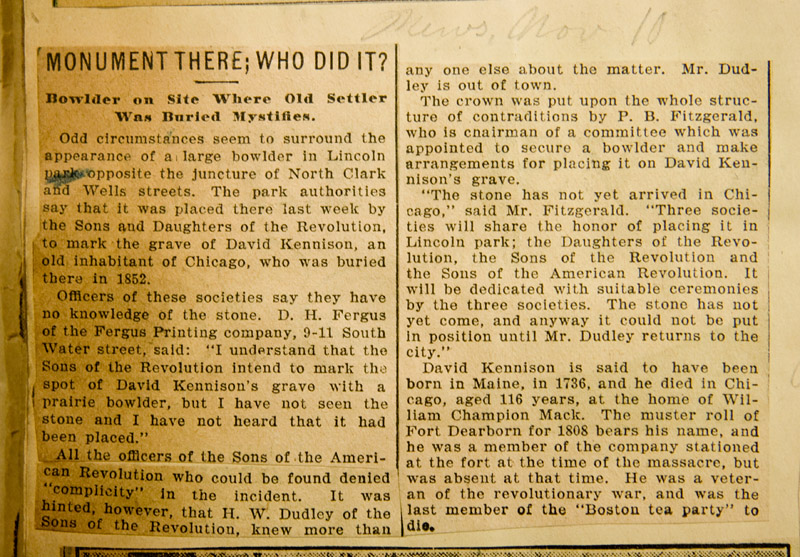 News, Nov 10
MONUMENT THERE; WHO DID IT?
Bowlder on Site Where Old Settler
Was Buried Mystifies.
Odd circumstances seem to surround the
appearance of a large bowlder in Lincoln
park opposite the juncture of North Clark
and Wells streets. The park authorities
say that it was placed there last week by
the Sons and Daughters of the Revolution,
to mark the grave of David Kennison, an
old inhabitant of Chicago, who was buried
there in 1852.
Officers of these societies say they have
no knowledge of the stone. D. H. Fergus
of the Fergus Printing company, 9-11 South
Water street, said: "I understand that the
Sons of the Revolution intend to mark the
spot of David Kennison's grave with a
prairie bowlder, but I have not seen the
stone and I have not heard that it had
been placed."
All the officers of the Sons of the Ameri-
can Revolution who could be found denied
"complicity" in the incident. It was
hinted, however, that H. W. Dudley of the
Sons of the Revolution, knew more than
any one else about the matter. Mr. Dud-
ley is out of town.
The crown was put upon the whole struc-
ture of contraditions by P. B. Fitzgerald,
who is cnairman of a committee which was
appointed to secure a bowlder and make
arrangements for placing it on David Ken-
nison's grave.
"The stone has not yet arrived in Chi-
cago," said Mr. Fitzgerald. "Three socie-
ties will share the honor of placing it in
Lincoln park; the Daughters of the Revo-
lution, the Sons of the Revolution and
the Sons of the American Revolution. It
will be dedicated with suitable ceremonies
by the three societies. The stone has not
yet come, and anyway it could not be put
in position until Mr. Dudley returns to the
city."
David Kennison is said to have been
born in Maine, in 1736, and he died in Chi-
cago, aged 116 years, at the home of Wil-
liam Champion Mack. The muster roll of
Fort Dearborn for 1808 bears his name, and
he was a member of the company stationed
at the fort at the time of the massacre, but
was absent at that time. He was a veter-
an of the revolutionary war, and was the
last member of the "Boston tea party" to
die.